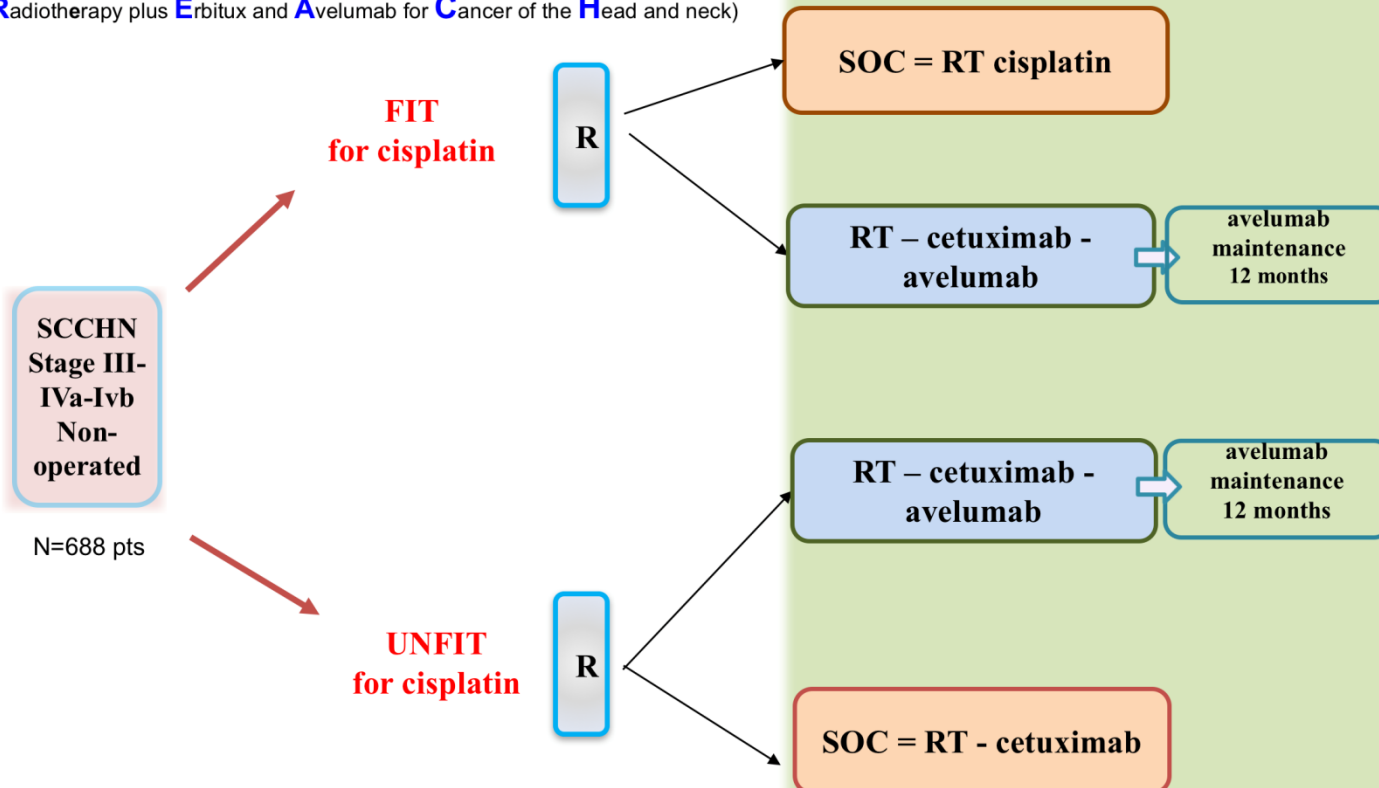 Radiotherapy plus Erbitux and Avelumab for Cancer of the Head and neck)
SOC = RT cisplatin
FIT
for cisplatin
R
RT – cetuximab -
avelumab
avelumab
maintenance
12 months
SCCHN
Stage III-
IVa-Ivb
Non-
operated
N=688 pts
RT – cetuximab -
avelumab
avelumab
maintenance
12 months
UNFIT
for cisplatin
R
SOC = RT - cetuximab